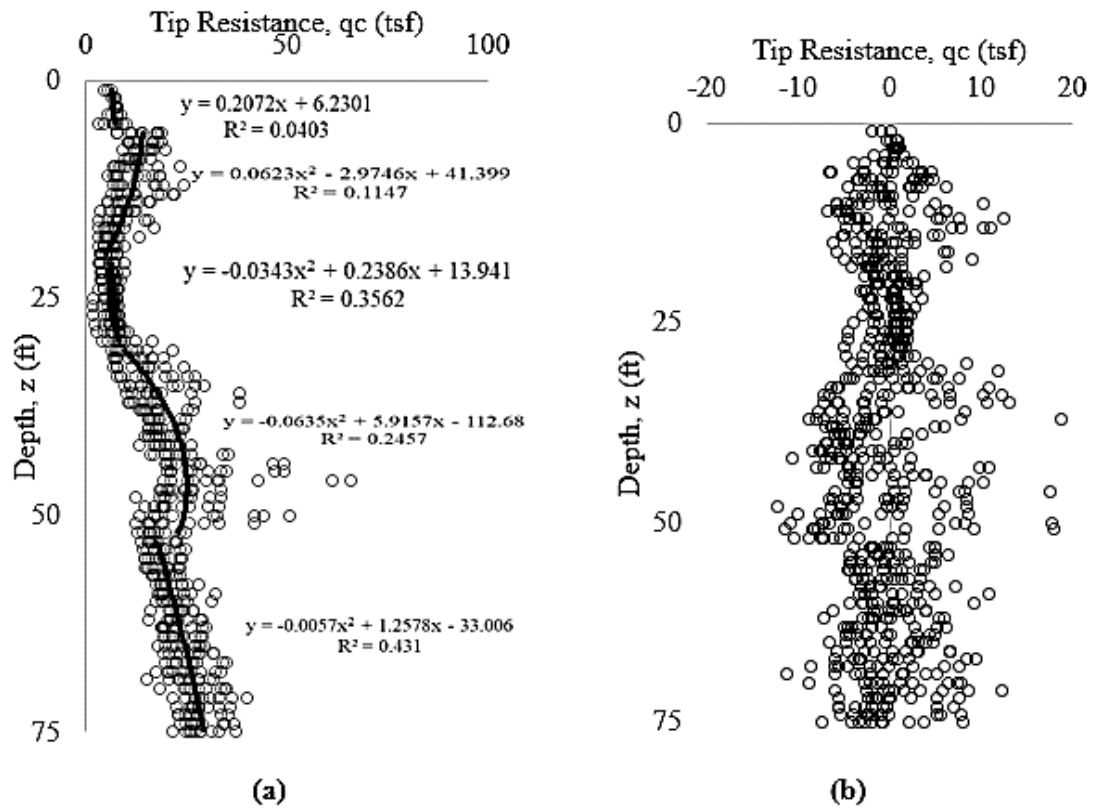 Tip Resistance, qc (tsf)
0 50 100
0
25
50
75
Depth, z (ft)
y = 0.2072x + 6.2301
R² = 0.0403
y = 0.0623x² - 2.9746x + 41.399
R² = 0.1147
y = -0.0343x² + 0.2386x + 13.941
R² = 0.3562
y = -0.0635x² + 5.9157x - 112.68
R² = 0.2457
y = -0.0057x² + 1.2578x - 33.006
R² = 0.431
(a)
Tip Resistance, qc (tsf)
-20 -10 0 10 20
0
25
50
75
Depth, z (ft)
(b)